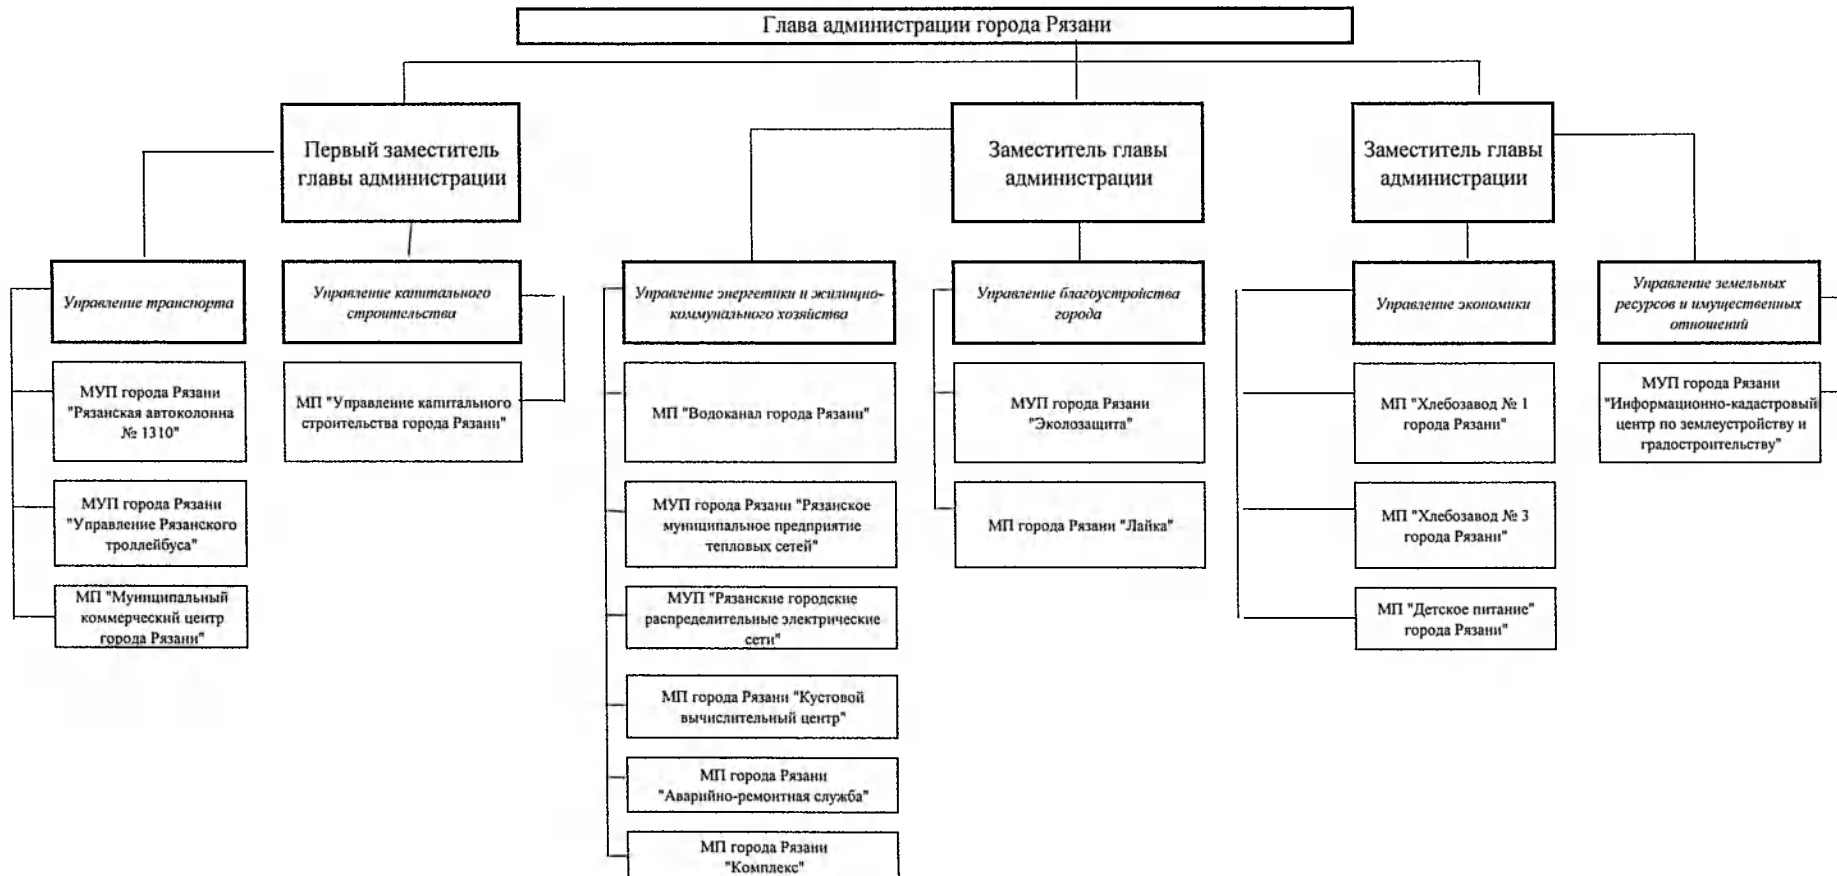 Глава администрации города Рязани
Первый заместитель
главы администрации
Заместитель главы
администрации
Заместитель главы
администрации
Управление транспорта
Управление капитального
строительства
Управление энергетики и жилищно-
коммунального хозяйства
Управление благоустройства
города
Управление экономики
Управление земельных
ресурсов и имущественных
отношений
МУП города Рязани
"Рязанская автоколонна
№ 1310"
МП "Управление капитального
строительства города Рязани"
МП "Водоканал города Рязани"
МУП города Рязани
"Эколозащита"
МП "Хлебозавод № 1
города Рязани"
МУП города Рязани
"Информационно-кадастровый
центр по землеустройству и
градостроительству"
МУП города Рязани
"Управление Рязанского
троллейбуса"
МУП города Рязани "Рязанское
муниципальное предприятие
тепловых сетей"
МП города Рязани "Лайка"
МП "Хлебозавод № 3
города Рязани"
МП "Муниципальный
коммерческий центр
города Рязани"
МУП "Рязанские городские
распределительные электрические
сети"
МП "Детское питание"
города Рязани"
МП города Рязани "Кустовой
вычислительный центр"
МП города Рязани
"Аварийно-ремонтная служба"
МП города Рязани
"Комплекс"